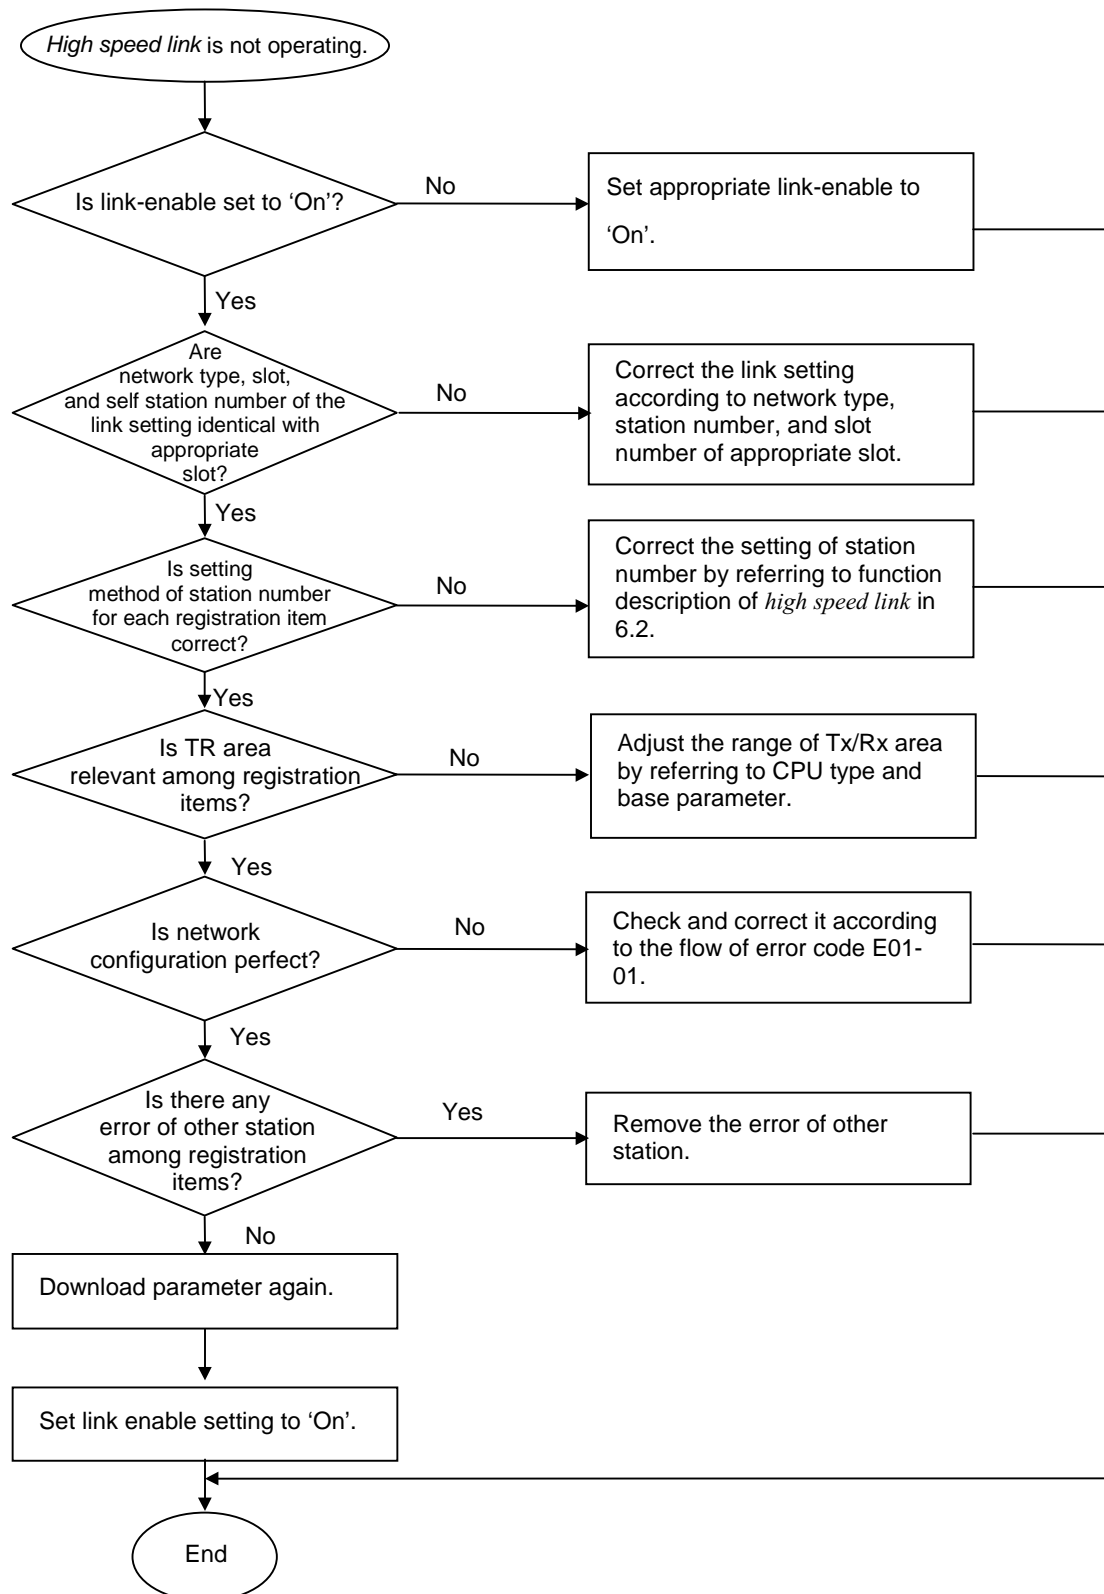 High speed link is not operating.
Is link-enable set to ‘On’?
No
Set appropriate link-enable to
‘On’.
Yes
Are
network type, slot,
and self station number of the
link setting identical with
appropriate
slot?
No
Correct the link setting
according to network type,
station number, and slot
number of appropriate slot.
Yes
Is setting
method of station number
for each registration item
correct?
No
Correct the setting of station
number by referring to function
description of high speed link in
6.2.
Yes
Is TR area
relevant among registration
items?
No
Adjust the range of Tx/Rx area
by referring to CPU type and
base parameter.
Yes
Is network
configuration perfect?
No
Check and correct it according
to the flow of error code E01-
01.
Yes
Is there any
error of other station
among registration
items?
Yes
Remove the error of other
station.
No
Download parameter again.
Set link enable setting to ‘On’.
End